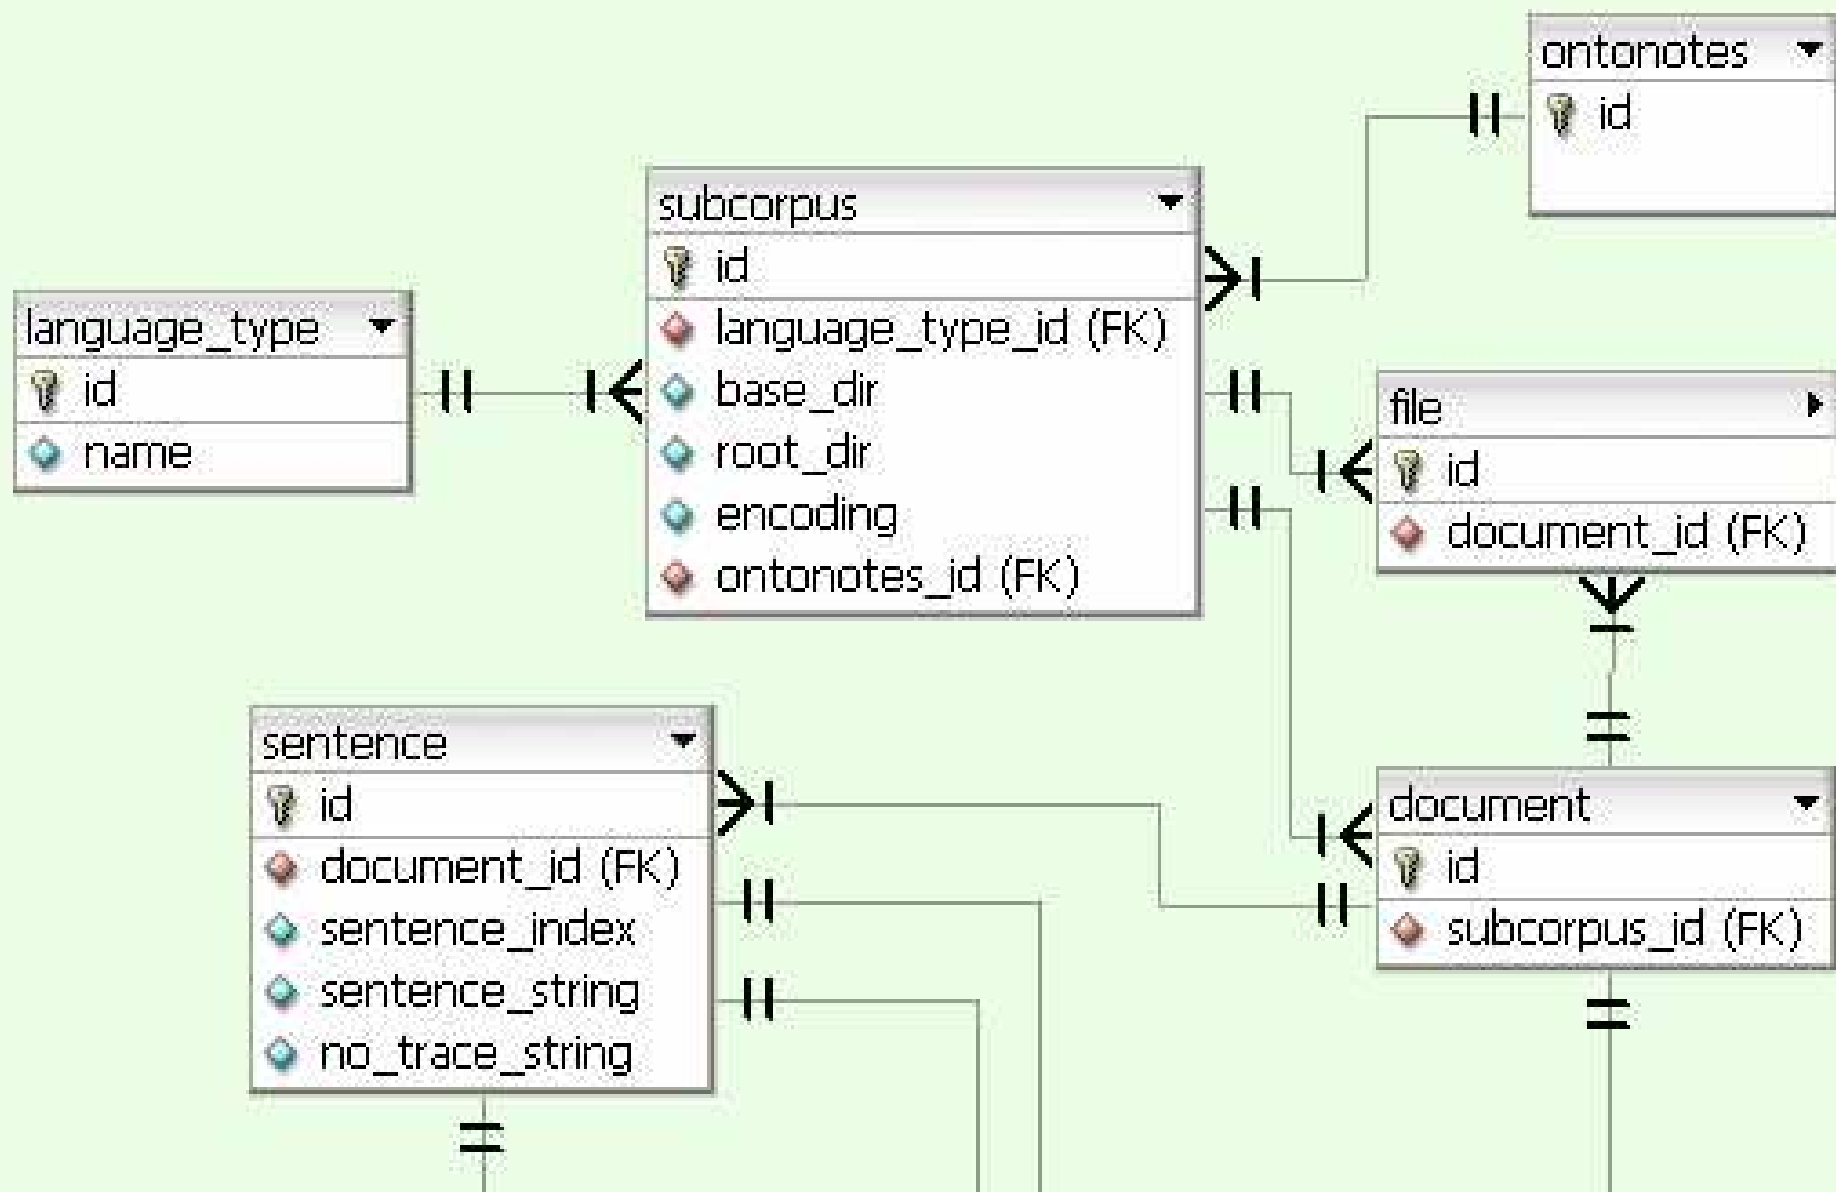 ontonotes
id
subcorpus
id
language_type_id (FK)
base_dir
root_dir
encoding
ontonotes_id (FK)
language_type
id
name
file
id
document_id (FK)
sentence
id
document_id (FK)
sentence_index
sentence_string
no_trace_string
document
id
subcorpus_id (FK)